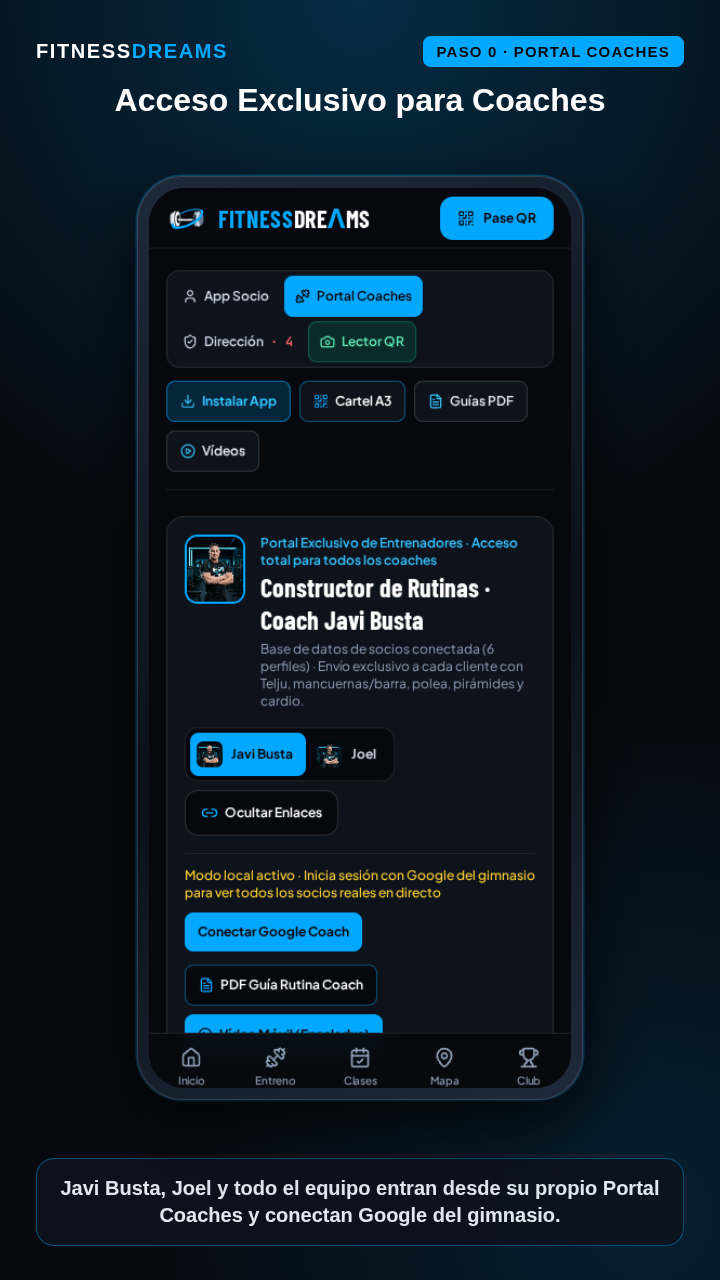 FITNESSDREAMS
PASO 0 · PORTAL COACHES
Acceso Exclusivo para Coaches
FITNESSDREAMS
Pase QR
App Socio
Portal Coaches
Dirección · 4
Lector QR
Instalar App
Cartel A3
Guías PDF
Vídeos
Portal Exclusivo de Entrenadores · Acceso
total para todos los coaches
Constructor de Rutinas ·
Coach Javi Busta
Base de datos de socios conectada (6
perfiles) · Envío exclusivo a cada cliente con
Telju, mancuernas/barra, polea, pirámides y
cardio.
Javi Busta
Joel
Ocultar Enlaces
Modo local activo · Inicia sesión con Google del gimnasio
para ver todos los socios reales en directo
Conectar Google Coach
PDF Guía Rutina Coach
Inicio
Entreno
Clases
Mapa
Club
Javi Busta, Joel y todo el equipo entran desde su propio Portal
Coaches y conectan Google del gimnasio.